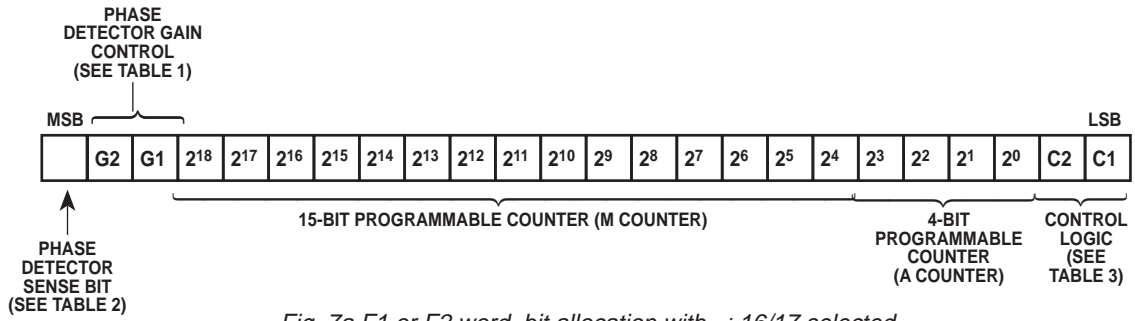 PHASE
DETECTOR GAIN
CONTROL
(SEE TABLE 1)
MSB
LSB
G2 G1 2¹⁸ 2¹⁷ 2¹⁶ 2¹⁵ 2¹⁴ 2¹³ 2¹² 2¹¹ 2¹⁰ 2⁹ 2⁸ 2⁷ 2⁶ 2⁵ 2⁴ 2³ 2² 2¹ 2⁰ C2 C1
15-BIT PROGRAMMABLE COUNTER (M COUNTER)
4-BIT
PROGRAMMABLE
COUNTER
(A COUNTER)
CONTROL
LOGIC
(SEE
TABLE 3)
PHASE
DETECTOR
SENSE BIT
(SEE TABLE 2)